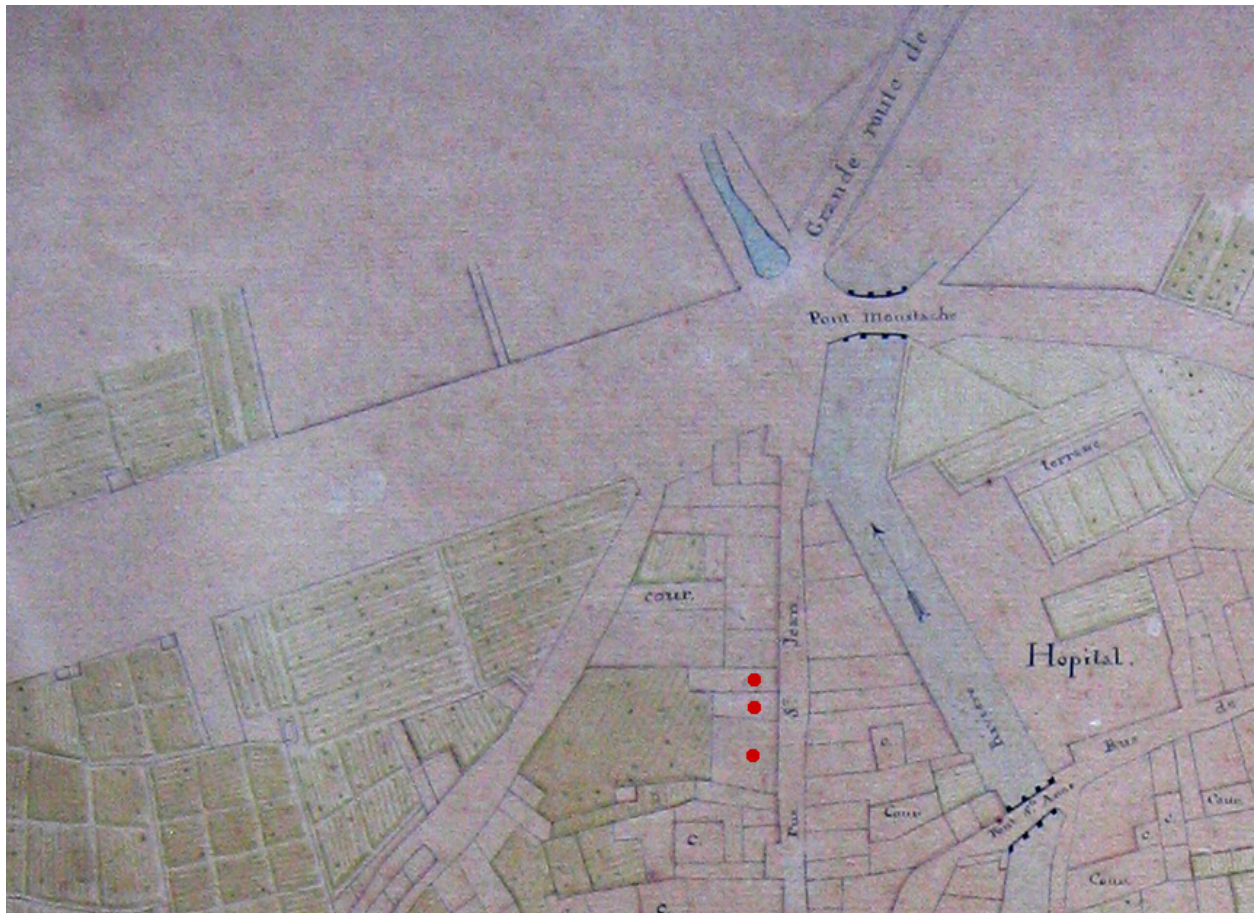 Grande route de
Pont Moustache
terrasse
cour.
Hopital.
Rue St Jean
Riviere
Rue de
Pont Ste Anne
c.
Cour
Cour
c.
c.
c.
Cour
c.